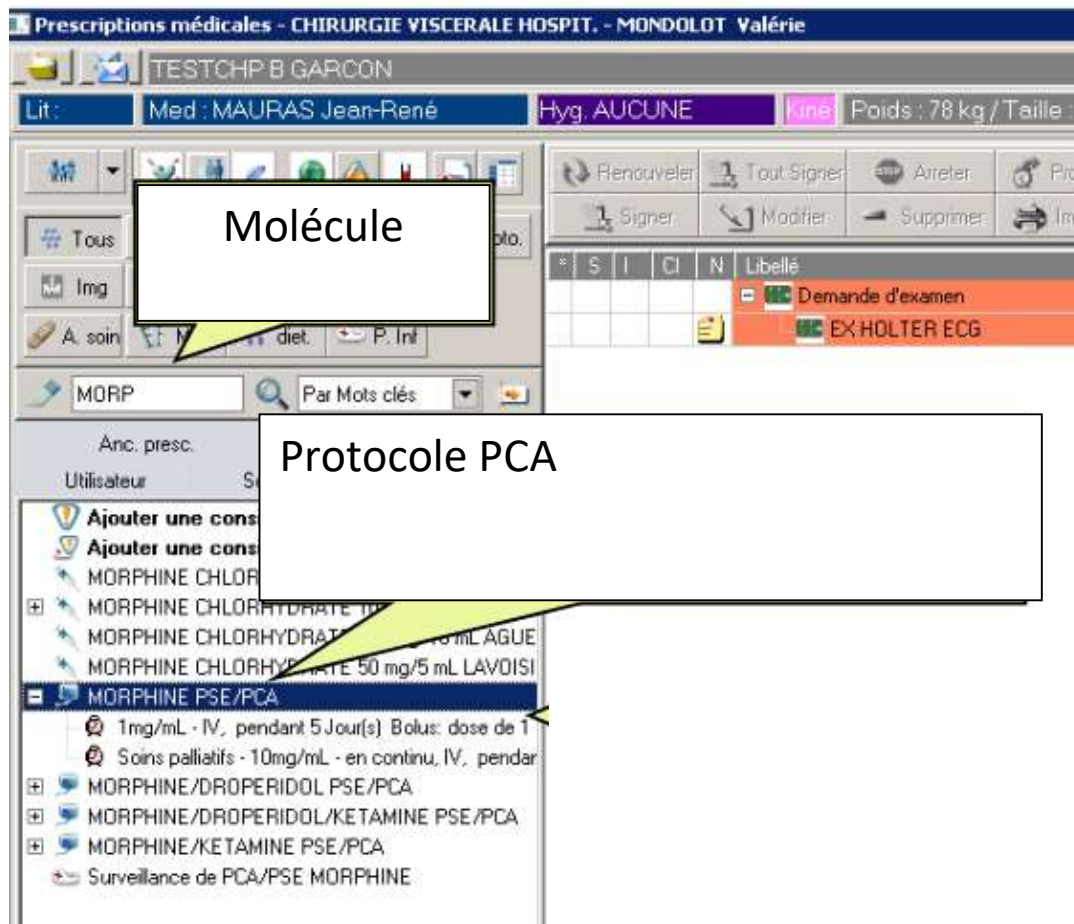 Prescriptions médicales - CHIRURGIE VISCERALE HOSPIT. - MONDOLOT Valérie
TESTCHP B GARCON
Lit : Med : MAURAS Jean-René Hyg. AUCUNE Kiné Poids : 78 kg / Taille :
Renouveler Tout Signer Arreter
Signer Modifier Supprimer
Molécule
Tous
Img
A. soin diet. P. Inf
* S I CI N Libellé
Demande d'examen
EX HOLTER ECG
MORP Par Mots clés
Anc. presc.
Utilisateur
Protocole PCA
Ajouter une cons
Ajouter une cons
MORPHINE CHLOR
MORPHINE CHLORHYDRATE
MORPHINE CHLORHYDRAT mL AGUE
MORPHINE CHLORHYDRATE 50 mg/5 mL LAVOISI
MORPHINE PSE/PCA
1mg/mL - IV, pendant 5 Jour(s) Bolus: dose de 1
Soins palliatifs - 10mg/mL - en continu, IV, pendar
MORPHINE/DROPERIDOL PSE/PCA
MORPHINE/DROPERIDOL/KETAMINE PSE/PCA
MORPHINE/KETAMINE PSE/PCA
Surveillance de PCA/PSE MORPHINE